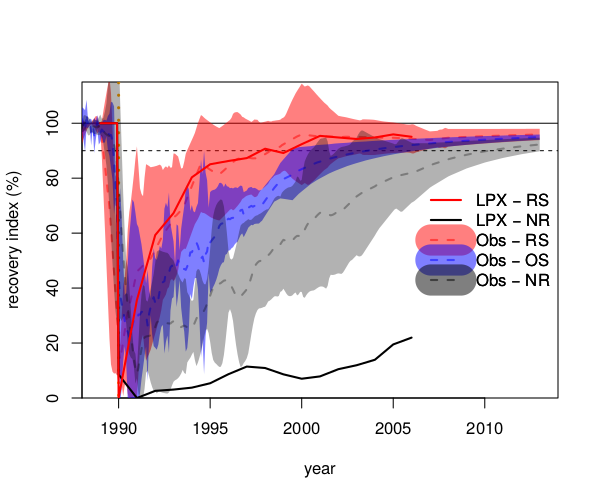 100
80
60
40
20
0
recovery index (%)
LPX − RS
LPX − NR
Obs − RS
Obs − OS
Obs − NR
1990 1995 2000 2005 2010
year